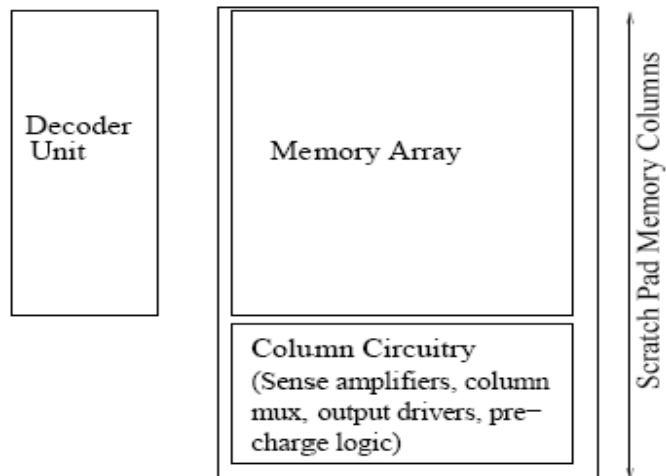 Decoder
Unit
Memory Array
Column Circuitry
(Sense amplifiers, column
mux, output drivers, pre−
charge logic)
Scratch Pad Memory Columns